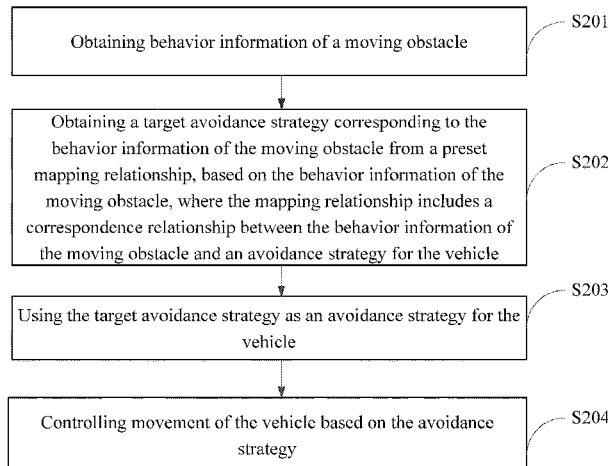 S201
Obtaining behavior information of a moving obstacle
S202
Obtaining a target avoidance strategy corresponding to the
behavior information of the moving obstacle from a preset
mapping relationship, based on the behavior information of the
moving obstacle, where the mapping relationship includes a
correspondence relationship between the behavior information of
the moving obstacle and an avoidance strategy for the vehicle
S203
Using the target avoidance strategy as an avoidance strategy for the
vehicle
S204
Controlling movement of the vehicle based on the avoidance
strategy